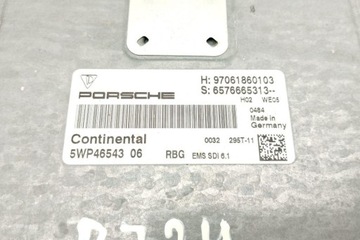 PORSCHE
H: 97061860103
S: 6576665313--
H02 WE05
0484
Made in
Germany
Continental
0032 295T-11
5WP46543 06 RBG EMS SDI 6.1